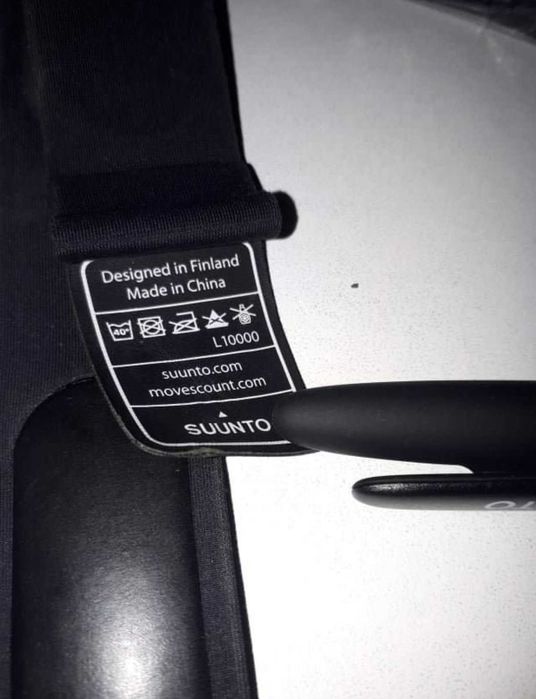 Designed in Finland
Made in China
40°
L10000
suunto.com
movescount.com
SUUNTO